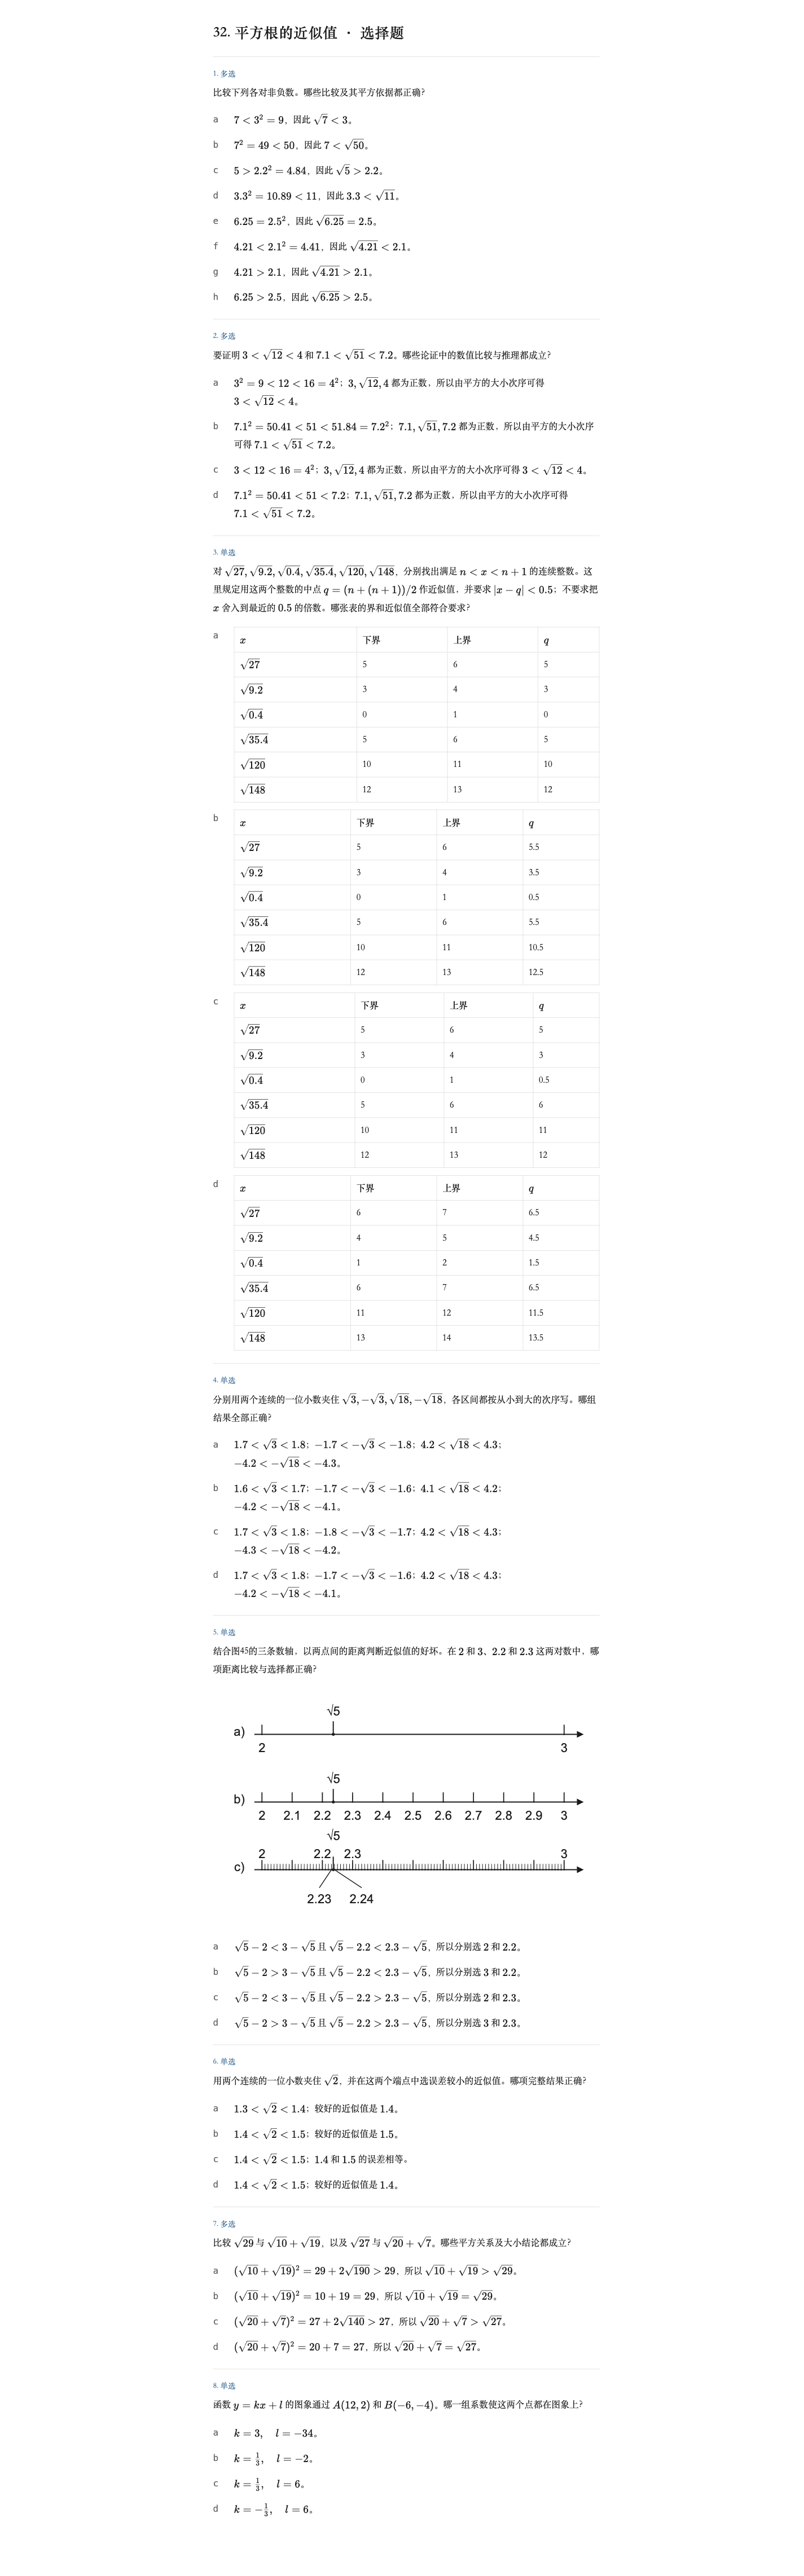 32. 平方根的近似值 · 选择题
1. 多选
比较下列各对非负数。哪些比较及其平方依据都正确?
a 7 < 3² = 9，因此 √7 < 3。
b 7² = 49 < 50，因此 7 < √50。
c 5 > 2.2² = 4.84，因此 √5 > 2.2。
d 3.3² = 10.89 < 11，因此 3.3 < √11。
e 6.25 = 2.5²，因此 √6.25 = 2.5。
f 4.21 < 2.1² = 4.41，因此 √4.21 < 2.1。
g 4.21 > 2.1，因此 √4.21 > 2.1。
h 6.25 > 2.5，因此 √6.25 > 2.5。
2. 多选
要证明 3 < √12 < 4 和 7.1 < √51 < 7.2。哪些论证中的数值比较与推理都成立?
a 3² = 9 < 12 < 16 = 4²；3, √12, 4 都为正数，所以由平方的大小次序可得
3 < √12 < 4。
b 7.1² = 50.41 < 51 < 51.84 = 7.2²；7.1, √51, 7.2 都为正数，所以由平方的大小次序
可得 7.1 < √51 < 7.2。
c 3 < 12 < 16 = 4²；3, √12, 4 都为正数，所以由平方的大小次序可得 3 < √12 < 4。
d 7.1² = 50.41 < 51 < 7.2；7.1, √51, 7.2 都为正数，所以由平方的大小次序可得
7.1 < √51 < 7.2。
3. 单选
对 √27, √9.2, √0.4, √35.4, √120, √148，分别找出满足 n < x < n + 1 的连续整数。这
里规定用这两个整数的中点 q = (n + (n + 1))/2 作近似值，并要求 |x − q| < 0.5；不要求把
x 舍入到最近的 0.5 的倍数。哪张表的界和近似值全部符合要求?
a x 下界 上界 q
√27 5 6 5
√9.2 3 4 3
√0.4 0 1 0
√35.4 5 6 5
√120 10 11 10
√148 12 13 12
b x 下界 上界 q
√27 5 6 5.5
√9.2 3 4 3.5
√0.4 0 1 0.5
√35.4 5 6 5.5
√120 10 11 10.5
√148 12 13 12.5
c x 下界 上界 q
√27 5 6 5
√9.2 3 4 3
√0.4 0 1 0.5
√35.4 5 6 6
√120 10 11 11
√148 12 13 12
d x 下界 上界 q
√27 6 7 6.5
√9.2 4 5 4.5
√0.4 1 2 1.5
√35.4 6 7 6.5
√120 11 12 11.5
√148 13 14 13.5
4. 单选
分别用两个连续的一位小数夹住 √3, −√3, √18, −√18，各区间都按从小到大的次序写。哪组
结果全部正确?
a 1.7 < √3 < 1.8；−1.7 < −√3 < −1.8；4.2 < √18 < 4.3；
−4.2 < −√18 < −4.3。
b 1.6 < √3 < 1.7；−1.7 < −√3 < −1.6；4.1 < √18 < 4.2；
−4.2 < −√18 < −4.1。
c 1.7 < √3 < 1.8；−1.8 < −√3 < −1.7；4.2 < √18 < 4.3；
−4.3 < −√18 < −4.2。
d 1.7 < √3 < 1.8；−1.7 < −√3 < −1.6；4.2 < √18 < 4.3；
−4.2 < −√18 < −4.1。
5. 单选
结合图45的三条数轴，以两点间的距离判断近似值的好坏。在 2 和 3、2.2 和 2.3 这两对数中，哪
项距离比较与选择都正确?
√5
a)
2 3
√5
b)
2 2.1 2.2 2.3 2.4 2.5 2.6 2.7 2.8 2.9 3
√5
2 2.2 2.3 3
c)
2.23 2.24
a √5 − 2 < 3 − √5 且 √5 − 2.2 < 2.3 − √5，所以分别选 2 和 2.2。
b √5 − 2 > 3 − √5 且 √5 − 2.2 < 2.3 − √5，所以分别选 3 和 2.2。
c √5 − 2 < 3 − √5 且 √5 − 2.2 > 2.3 − √5，所以分别选 2 和 2.3。
d √5 − 2 > 3 − √5 且 √5 − 2.2 > 2.3 − √5，所以分别选 3 和 2.3。
6. 单选
用两个连续的一位小数夹住 √2，并在这两个端点中选误差较小的近似值。哪项完整结果正确?
a 1.3 < √2 < 1.4；较好的近似值是 1.4。
b 1.4 < √2 < 1.5；较好的近似值是 1.5。
c 1.4 < √2 < 1.5；1.4 和 1.5 的误差相等。
d 1.4 < √2 < 1.5；较好的近似值是 1.4。
7. 多选
比较 √29 与 √10 + √19，以及 √27 与 √20 + √7。哪些平方关系及大小结论都成立?
a (√10 + √19)² = 29 + 2√190 > 29，所以 √10 + √19 > √29。
b (√10 + √19)² = 10 + 19 = 29，所以 √10 + √19 = √29。
c (√20 + √7)² = 27 + 2√140 > 27，所以 √20 + √7 > √27。
d (√20 + √7)² = 20 + 7 = 27，所以 √20 + √7 = √27。
8. 单选
函数 y = kx + l 的图象通过 A(12, 2) 和 B(−6, −4)。哪一组系数使这两个点都在图象上?
a k = 3, l = −34。
b k = 1/3, l = −2。
c k = 1/3, l = 6。
d k = −1/3, l = 6。